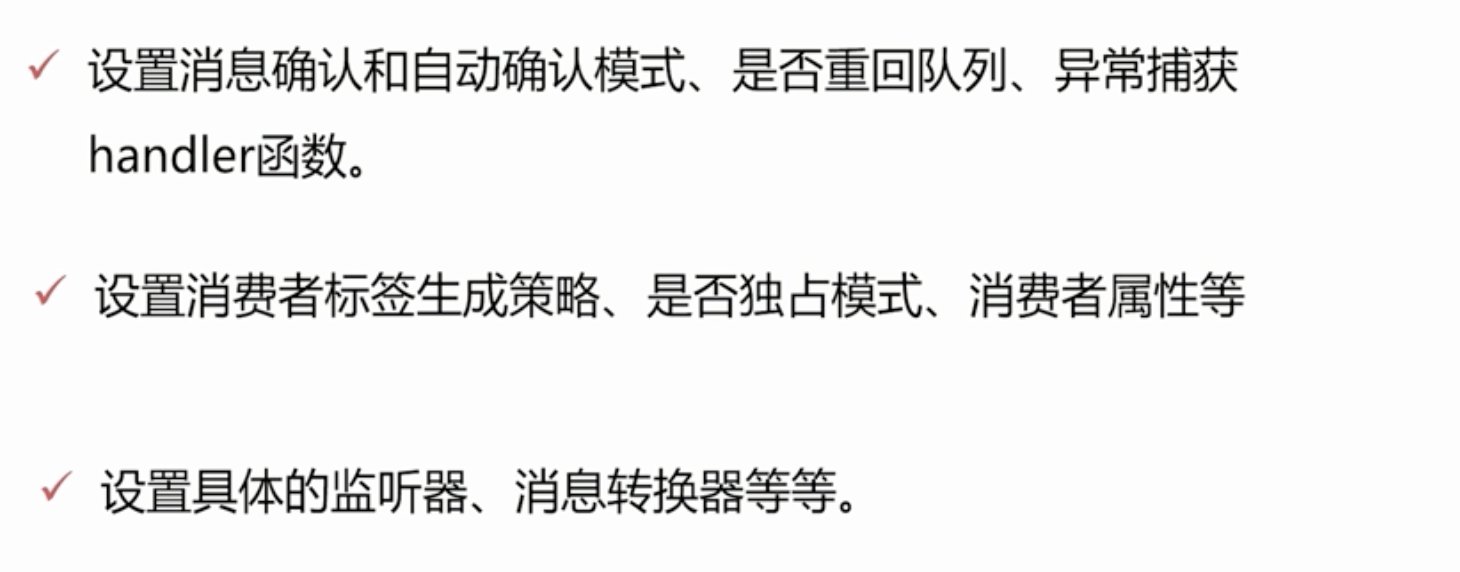 ✓ 设置消息确认和自动确认模式、是否重回队列、异常捕获
handler函数。
✓ 设置消费者标签生成策略、是否独占模式、消费者属性等
✓ 设置具体的监听器、消息转换器等等。